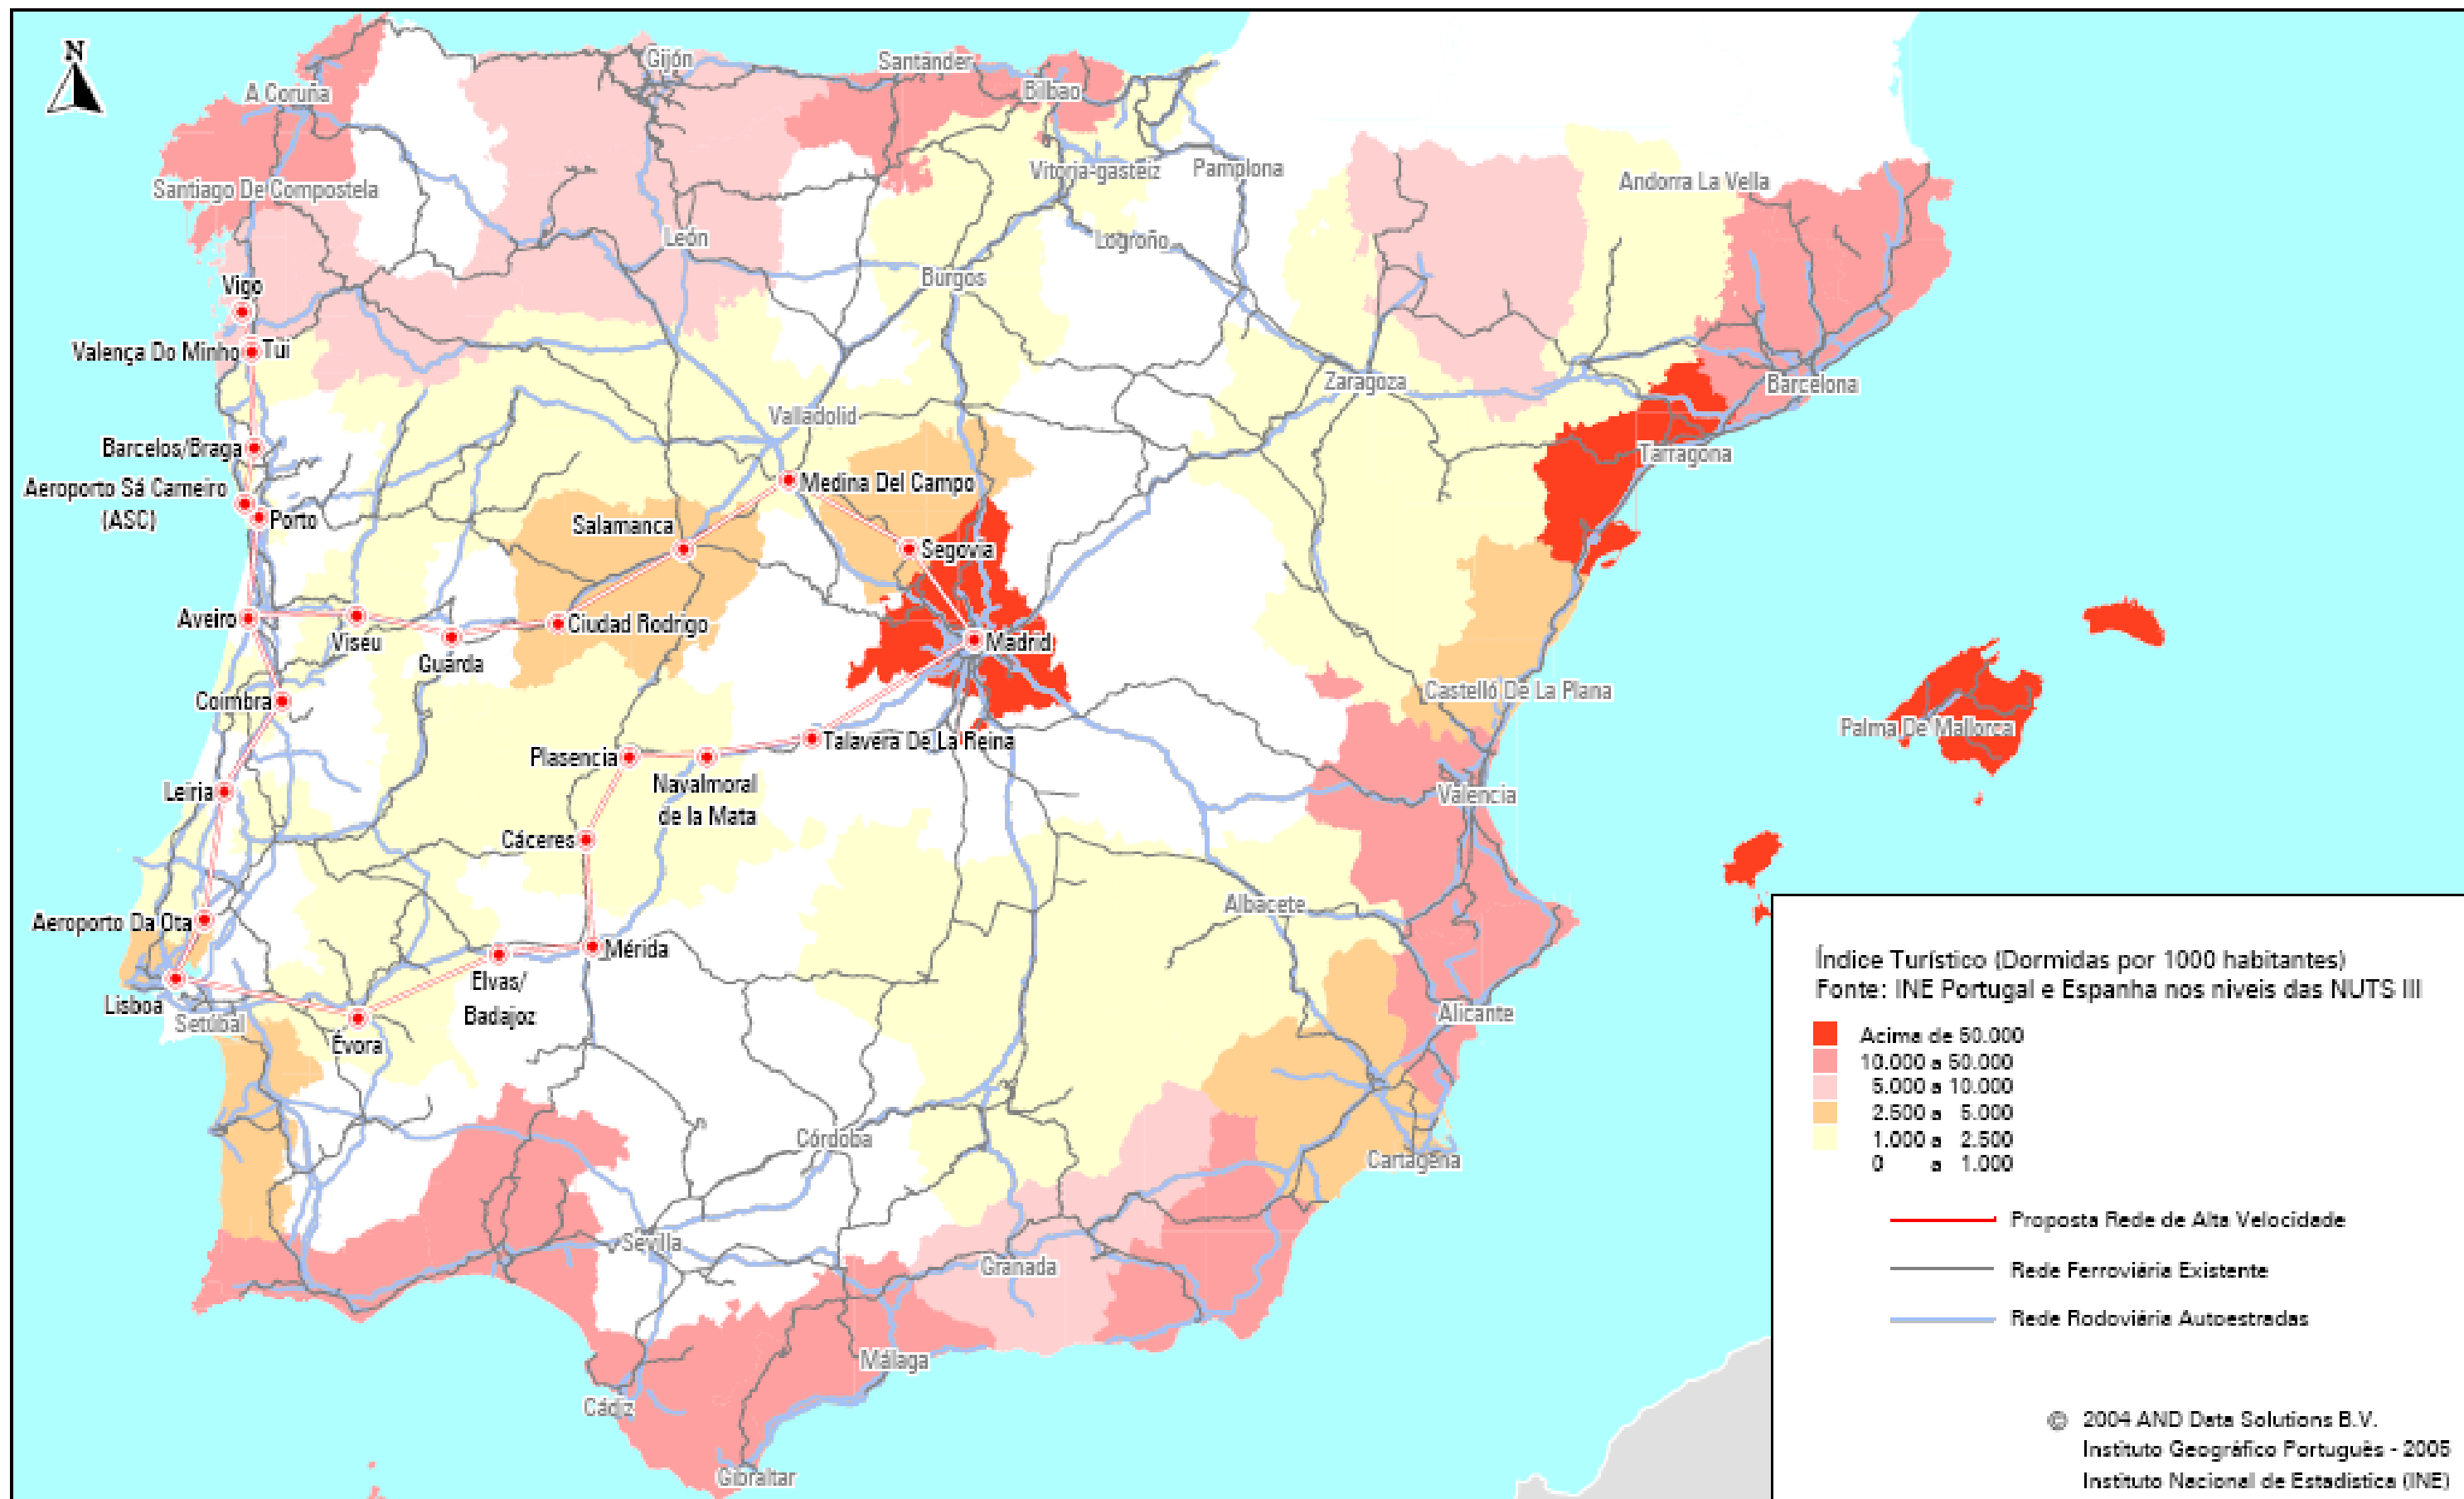 N
Gijón
Santander
A Coruña
Bilbao
Vitoria-gasteiz
Pamplona
Santiago De Compostela
Andorra La Vella
León
Logroño
Burgos
Vigo
Valença Do Minho
Tui
Zaragoza
Barcelona
Valladolid
Barcelos/Braga
Tarragona
Aeroporto Sá Carneiro
(ASC)
Medina Del Campo
Porto
Salamanca
Segovia
Aveiro
Viseu
Ciudad Rodrigo
Madrid
Guarda
Coimbra
Castelló De La Plana
Palma De Mallorca
Talavera De La Reina
Plasencia
Navalmoral
de la Mata
Leiria
Valencia
Cáceres
Albacete
Aeroporto Da Ota
Mérida
Elvas/
Badajoz
Lisboa
Setúbal
Évora
Alicante
Córdoba
Cartagena
Sevilla
Granada
Málaga
Cádiz
Gibraltar
Índice Turístico (Dormidas por 1000 habitantes)
Fonte: INE Portugal e Espanha nos niveis das NUTS III
Acima de 50.000
10.000 a 50.000
5.000 a 10.000
2.500 a 5.000
1.000 a 2.500
0 a 1.000
Proposta Rede de Alta Velocidade
Rede Ferroviária Existente
Rede Rodoviária Autoestradas
© 2004 AND Data Solutions B.V.
Instituto Geográfico Português - 2005
Instituto Nacional de Estadistica (INE)